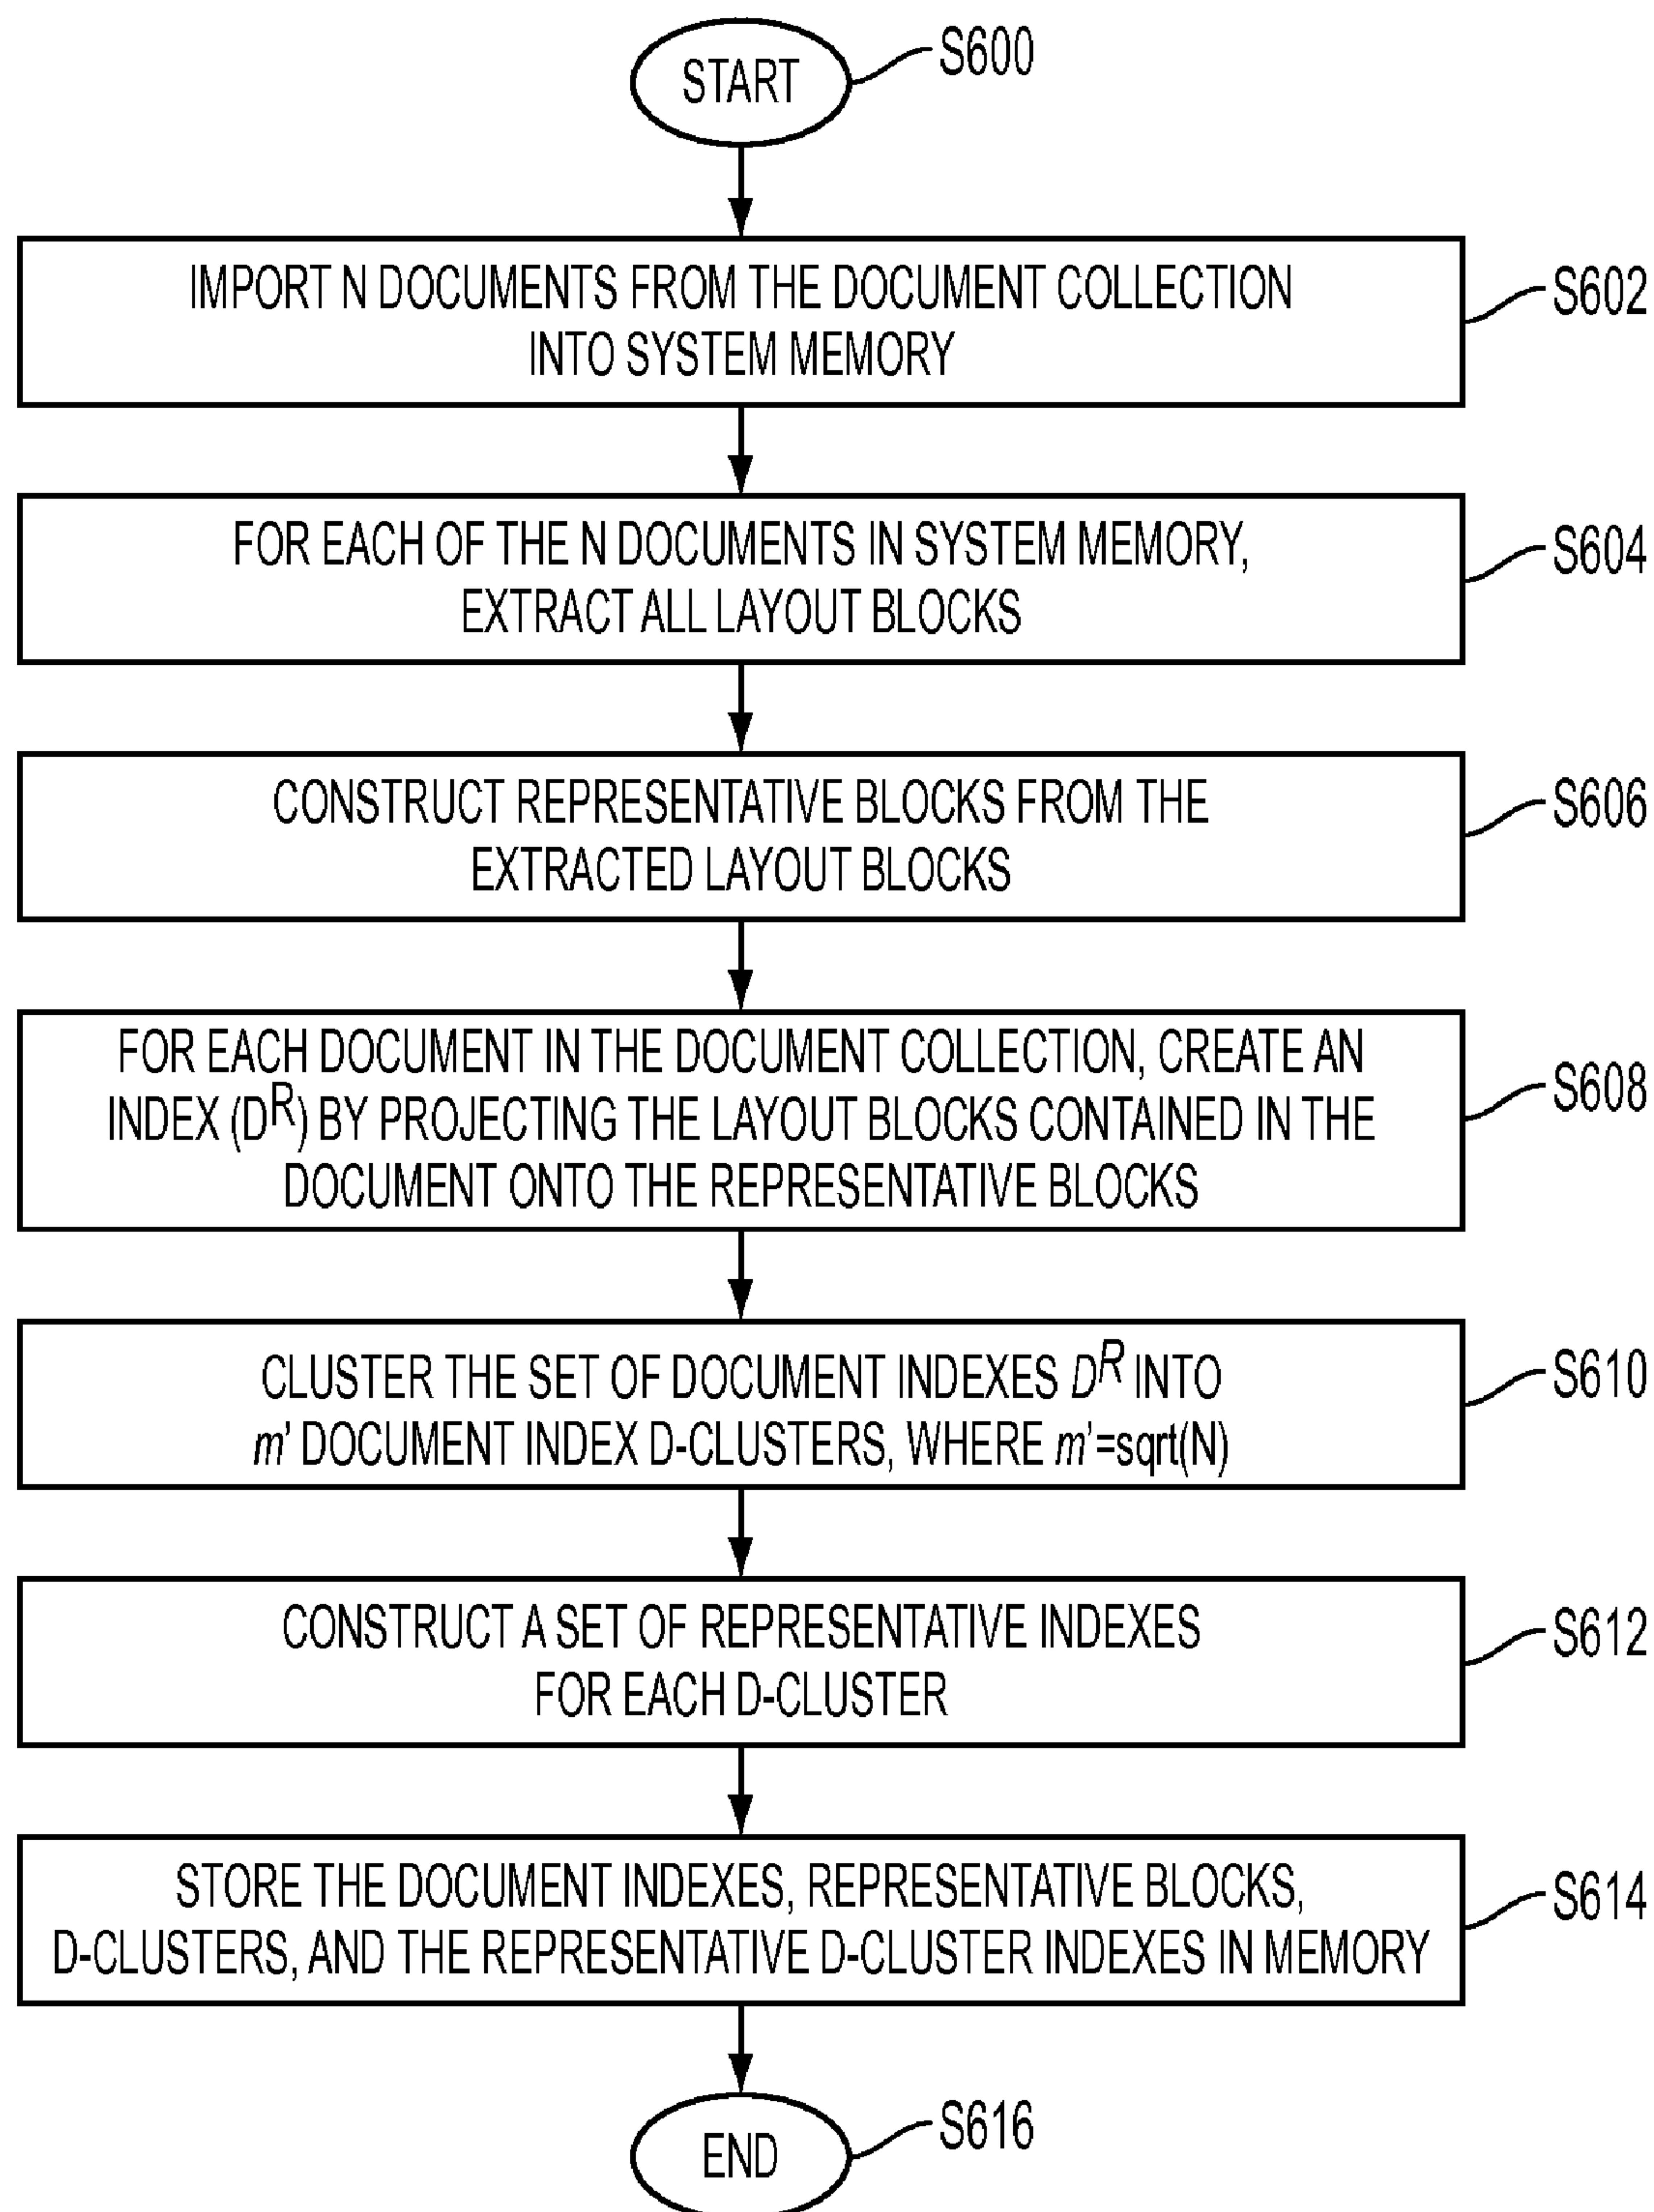 START
S600
IMPORT N DOCUMENTS FROM THE DOCUMENT COLLECTION
INTO SYSTEM MEMORY
S602
FOR EACH OF THE N DOCUMENTS IN SYSTEM MEMORY,
EXTRACT ALL LAYOUT BLOCKS
S604
CONSTRUCT REPRESENTATIVE BLOCKS FROM THE
EXTRACTED LAYOUT BLOCKS
S606
FOR EACH DOCUMENT IN THE DOCUMENT COLLECTION, CREATE AN
INDEX (D^R) BY PROJECTING THE LAYOUT BLOCKS CONTAINED IN THE
DOCUMENT ONTO THE REPRESENTATIVE BLOCKS
S608
CLUSTER THE SET OF DOCUMENT INDEXES D^R INTO
m' DOCUMENT INDEX D-CLUSTERS, WHERE m'=sqrt(N)
S610
CONSTRUCT A SET OF REPRESENTATIVE INDEXES
FOR EACH D-CLUSTER
S612
STORE THE DOCUMENT INDEXES, REPRESENTATIVE BLOCKS,
D-CLUSTERS, AND THE REPRESENTATIVE D-CLUSTER INDEXES IN MEMORY
S614
END
S616